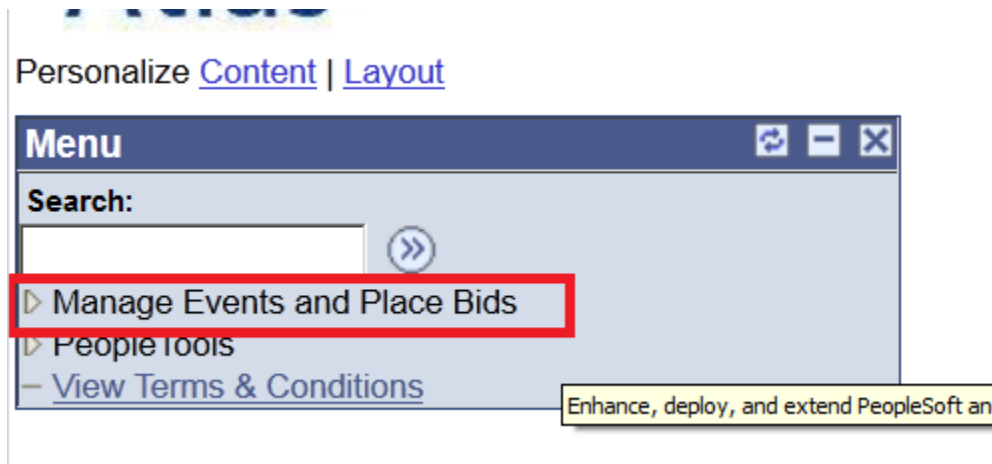 Personalize Content | Layout
Menu
Search:
Manage Events and Place Bids
PeopleTools
View Terms & Conditions
Enhance, deploy, and extend PeopleSoft an